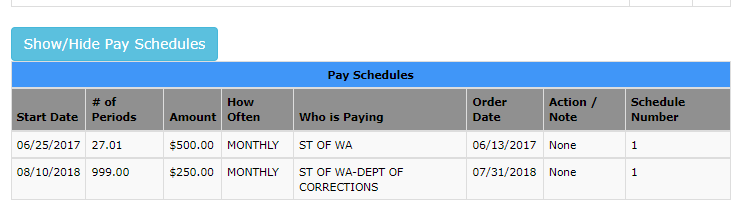 Show/Hide Pay Schedules
Pay Schedules
Start Date # of Periods Amount How Often Who is Paying Order Date Action / Note Schedule Number
06/25/2017 27.01 $500.00 MONTHLY ST OF WA 06/13/2017 None 1
08/10/2018 999.00 $250.00 MONTHLY ST OF WA-DEPT OF CORRECTIONS 07/31/2018 None 1